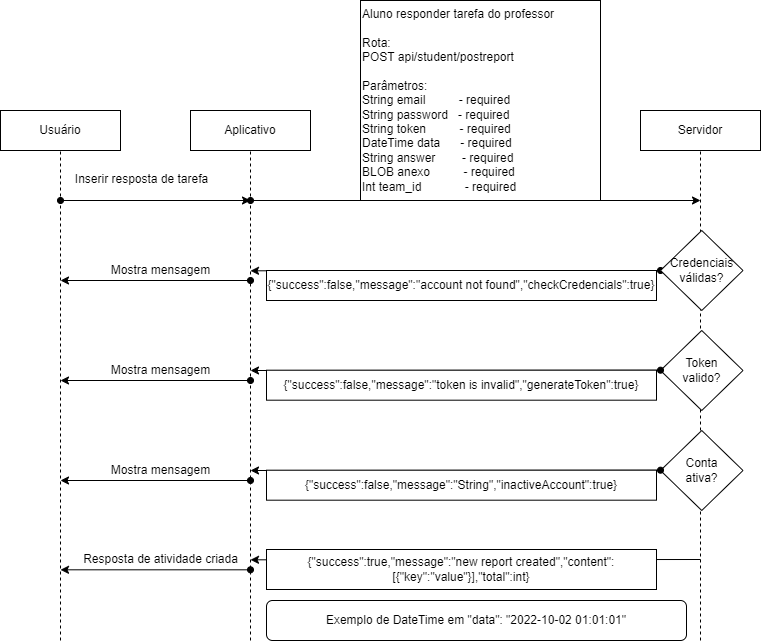 Aluno responder tarefa do professor
Rota:
POST api/student/postreport
Parâmetros:
String email - required
String password - required
String token - required
DateTime data - required
String answer - required
BLOB anexo - required
Int team_id - required
Usuário
Aplicativo
Servidor
Inserir resposta de tarefa
Credenciais
válidas?
Mostra mensagem
{"success":false,"message":"account not found","checkCredencials":true}
Token
valido?
Mostra mensagem
{"success":false,"message":"token is invalid","generateToken":true}
Conta
ativa?
Mostra mensagem
{"success":false,"message":"String","inactiveAccount":true}
Resposta de atividade criada
{"success":true,"message":"new report created","content":
[{"key":"value"}],"total":int}
Exemplo de DateTime em "data": "2022-10-02 01:01:01"